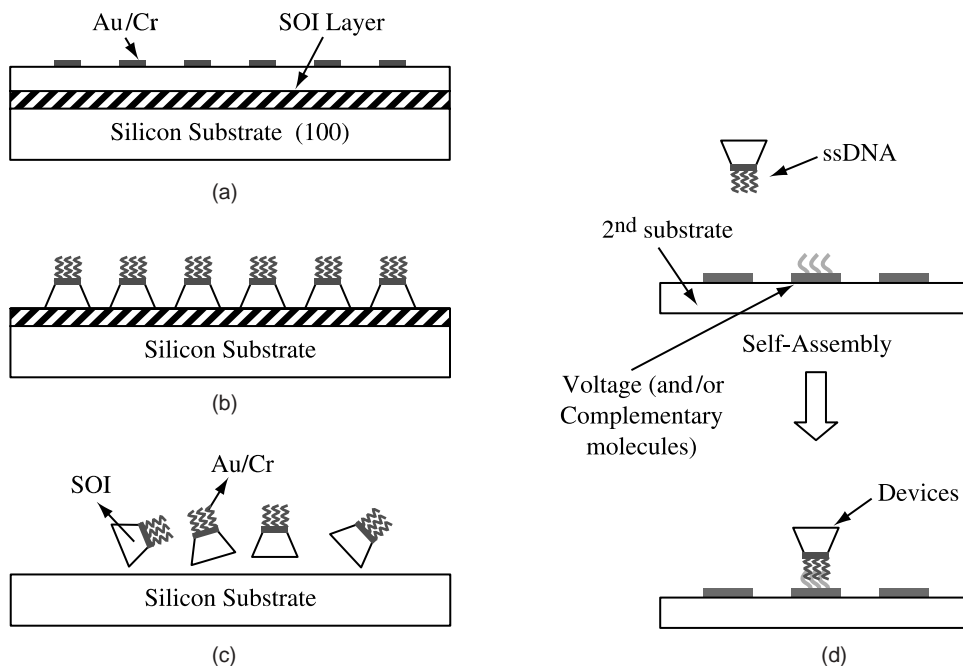 Au/Cr
SOI Layer
Silicon Substrate (100)
(a)
Silicon Substrate
(b)
SOI
Au/Cr
Silicon Substrate
(c)
ssDNA
2nd substrate
Self-Assembly
Voltage (and/or
Complementary
molecules)
Devices
(d)